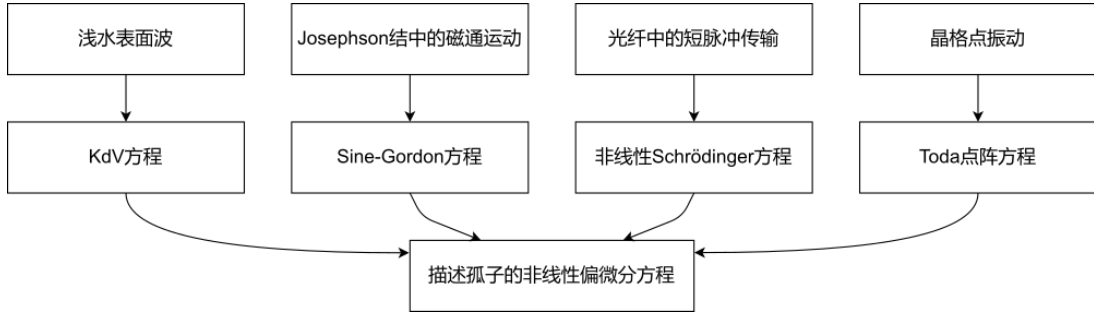 浅水表面波
Josephson结中的磁通运动
光纤中的短脉冲传输
晶格点振动
KdV方程
Sine-Gordon方程
非线性Schrödinger方程
Toda点阵方程
描述孤子的非线性偏微分方程